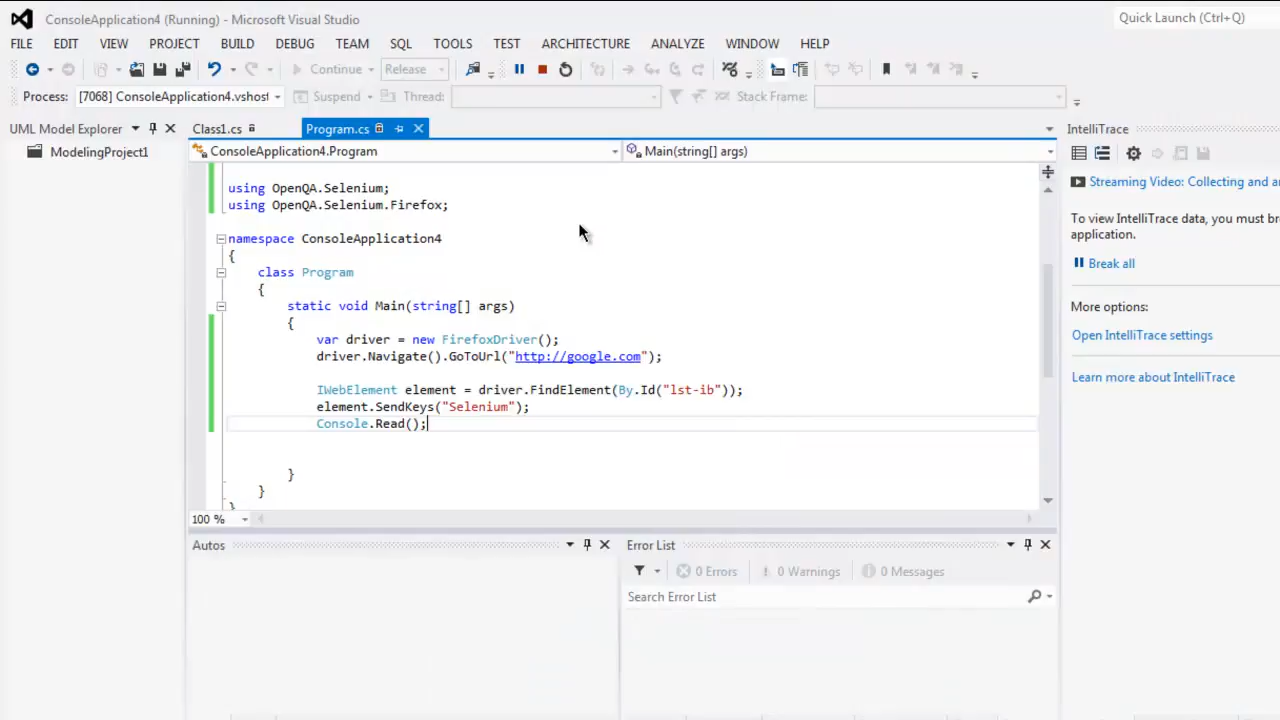 ConsoleApplication4 (Running) - Microsoft Visual Studio
Quick Launch (Ctrl+Q)
FILE EDIT VIEW PROJECT BUILD DEBUG TEAM SQL TOOLS TEST ARCHITECTURE ANALYZE WINDOW HELP
Continue Release
Process: [7068] ConsoleApplication4.vshost Suspend Thread: Stack Frame:
UML Model Explorer
ModelingProject1
Class1.cs Program.cs
ConsoleApplication4.Program Main(string[] args)
using OpenQA.Selenium;
using OpenQA.Selenium.Firefox;
namespace ConsoleApplication4
{
class Program
{
static void Main(string[] args)
{
var driver = new FirefoxDriver();
driver.Navigate().GoToUrl("http://google.com");
IWebElement element = driver.FindElement(By.Id("lst-ib"));
element.SendKeys("Selenium");
Console.Read();
}
}
}
100 %
IntelliTrace
Streaming Video: Collecting and a
To view IntelliTrace data, you must br
application.
Break all
More options:
Open IntelliTrace settings
Learn more about IntelliTrace
Autos
Error List
0 Errors 0 Warnings 0 Messages
Search Error List